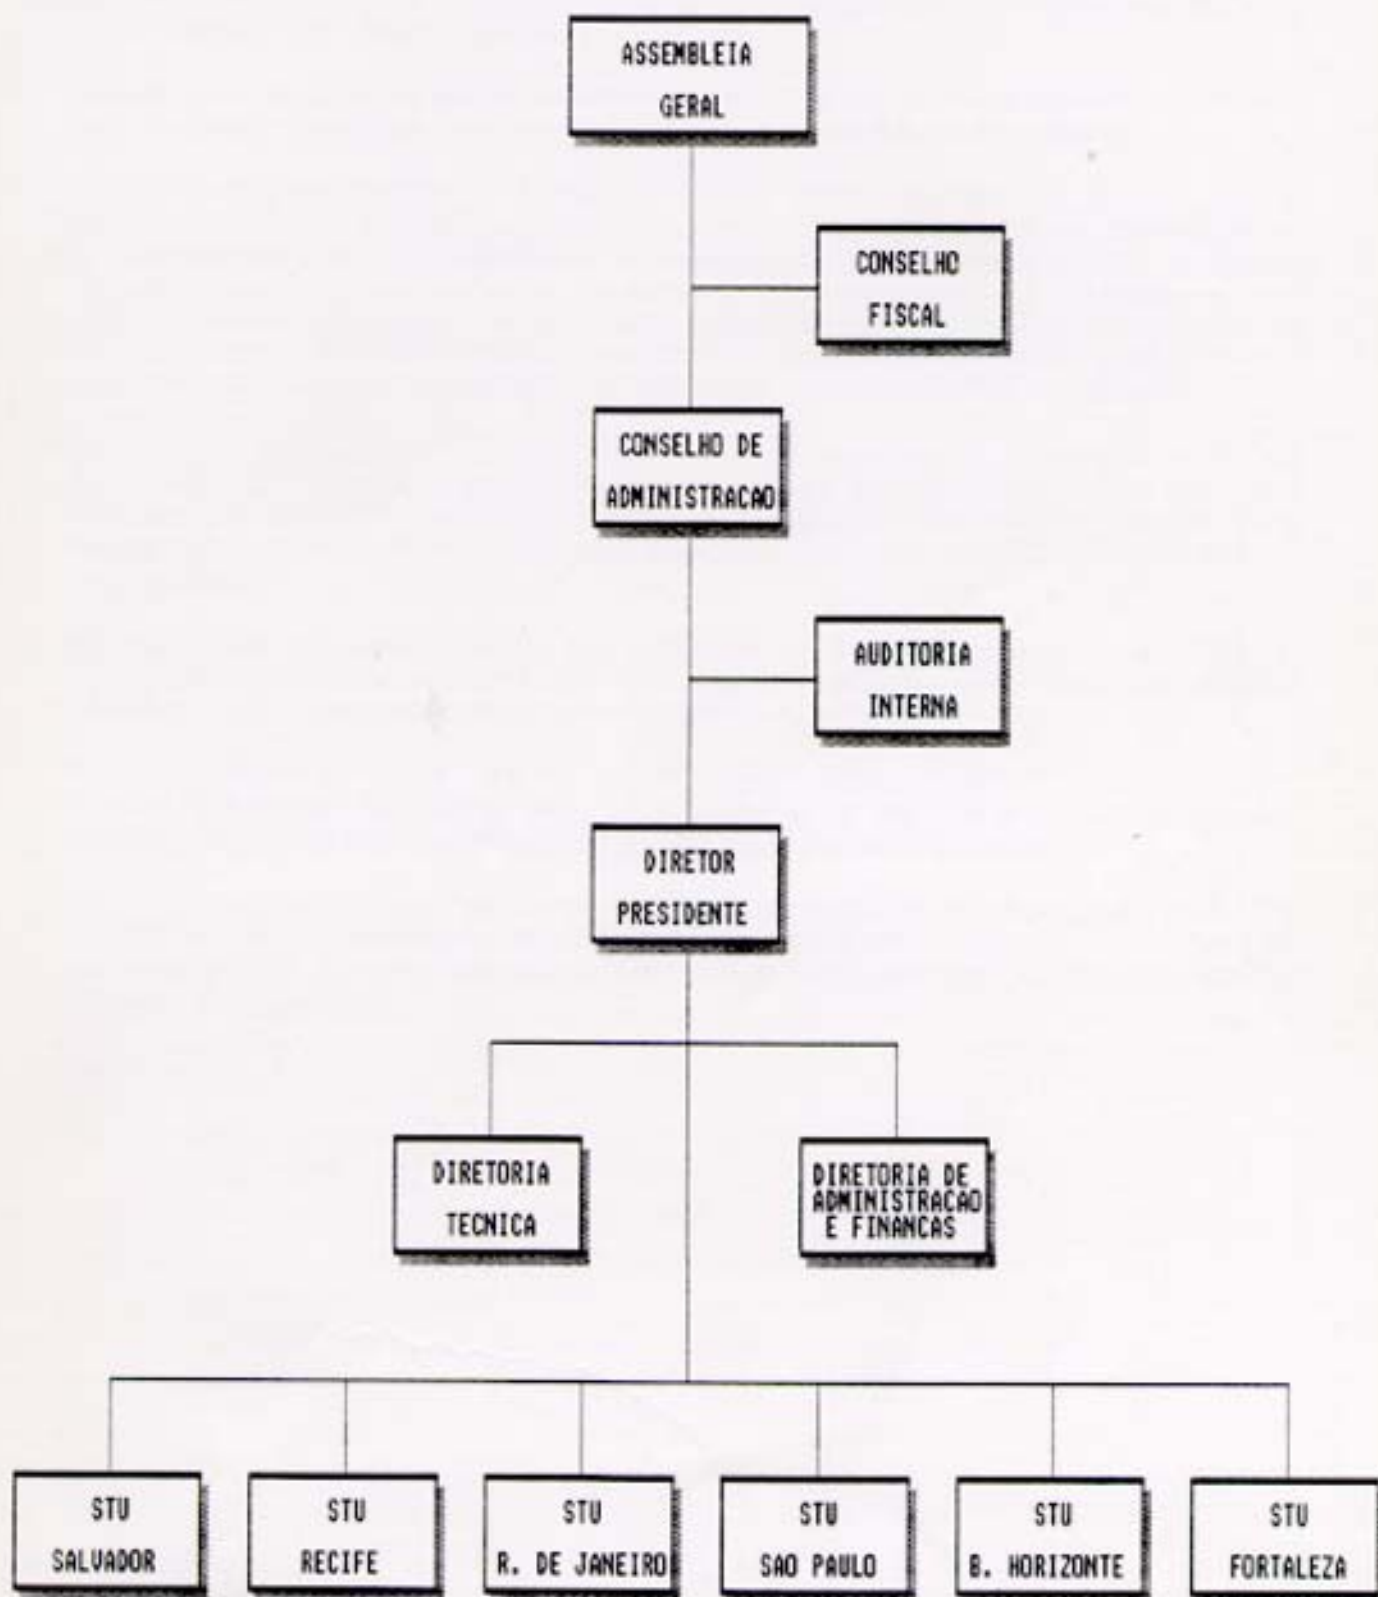 ASSEMBLEIA
GERAL
CONSELHO
FISCAL
CONSELHO DE
ADMINISTRACAO
AUDITORIA
INTERNA
DIRETOR
PRESIDENTE
DIRETORIA
TECNICA
DIRETORIA DE
ADMINISTRACAO
E FINANCAS
STU
SALVADOR
STU
RECIFE
STU
R. DE JANEIRO
STU
SAO PAULO
STU
B. HORIZONTE
STU
FORTALEZA